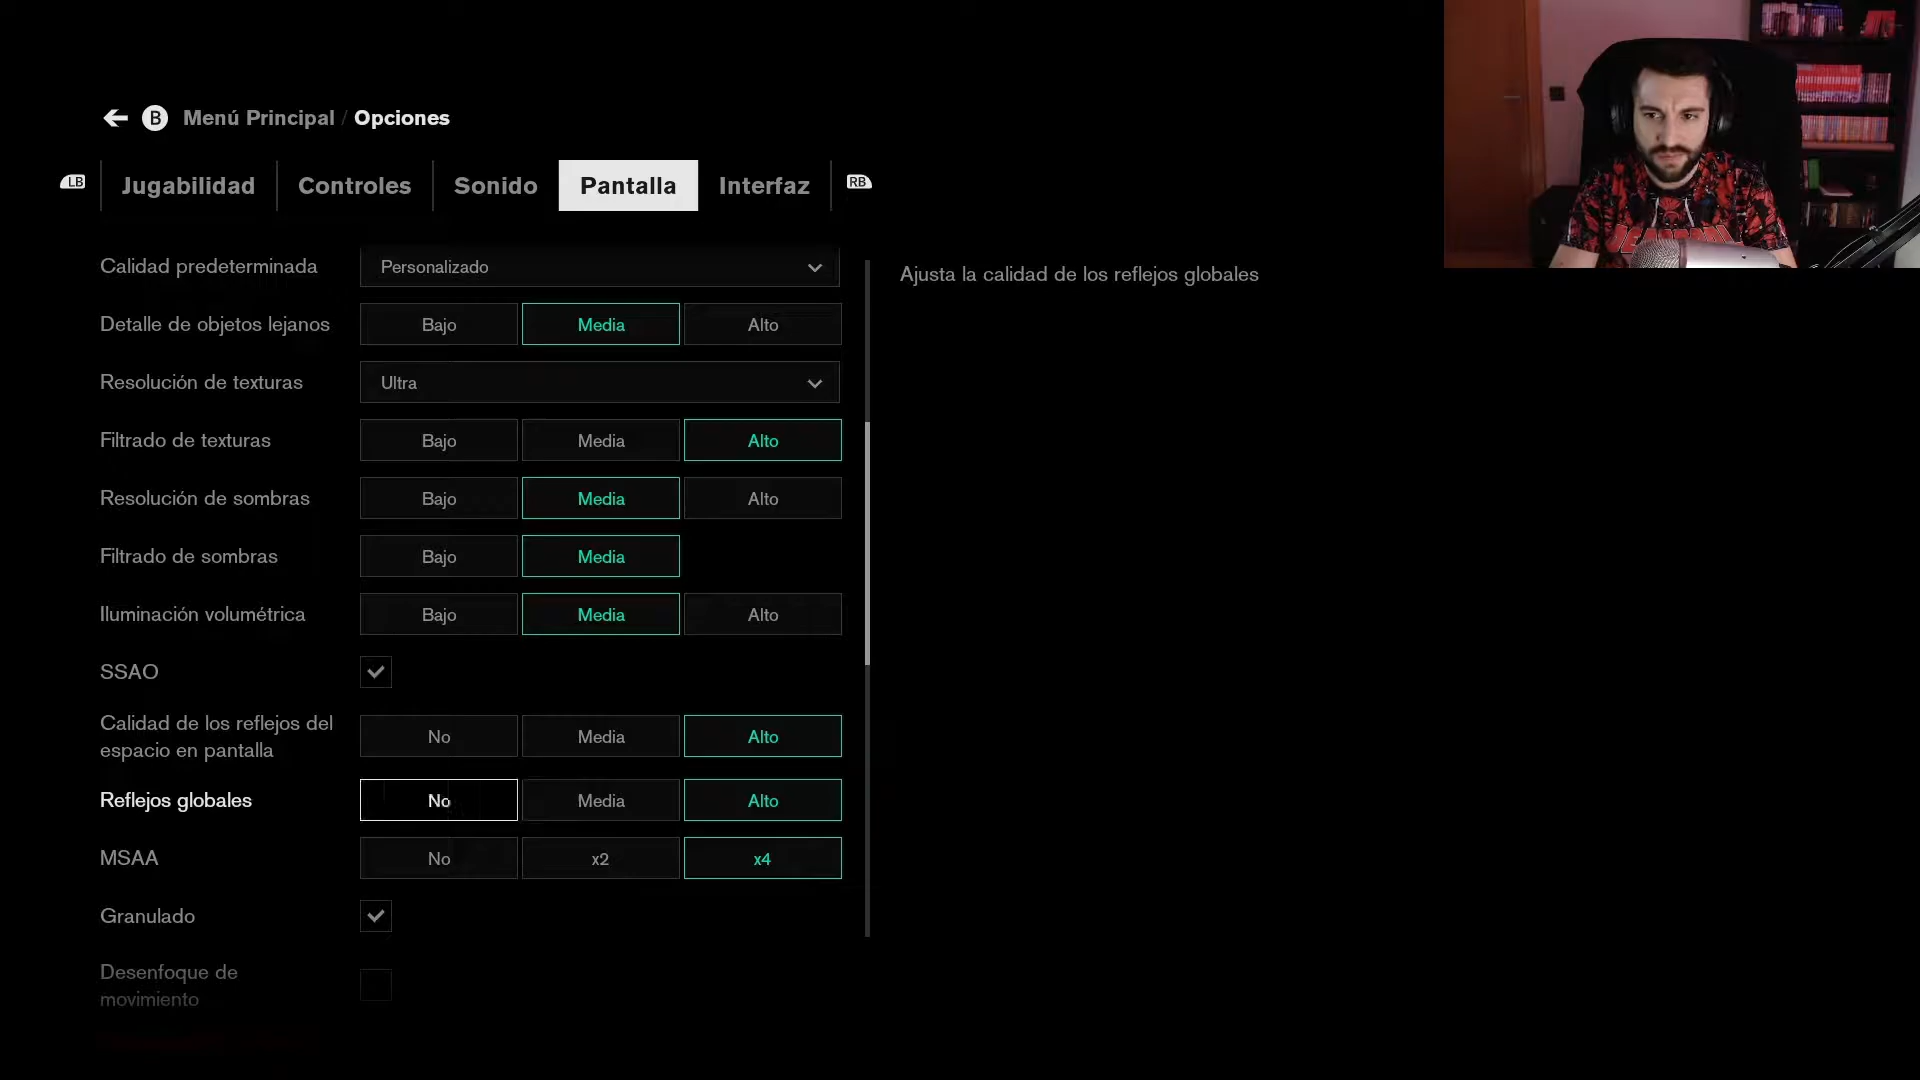 B Menú Principal / Opciones
LB Jugabilidad Controles Sonido Pantalla Interfaz RB
Calidad predeterminada Personalizado
Ajusta la calidad de los reflejos globales
Detalle de objetos lejanos Bajo Media Alto
Resolución de texturas Ultra
Filtrado de texturas Bajo Media Alto
Resolución de sombras Bajo Media Alto
Filtrado de sombras Bajo Media
Iluminación volumétrica Bajo Media Alto
SSAO
Calidad de los reflejos del
espacio en pantalla No Media Alto
Reflejos globales No Media Alto
MSAA No x2 x4
Granulado
Desenfoque de
movimiento
DEADPOOL